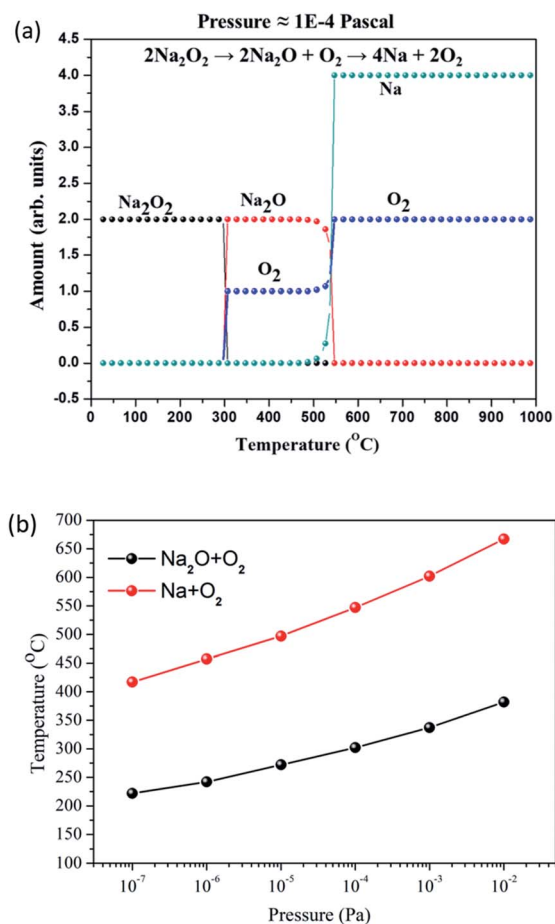 (a)
Pressure ≈ 1E-4 Pascal
2Na₂O₂ → 2Na₂O + O₂ → 4Na + 2O₂
Na
Na₂O₂
Na₂O
O₂
O₂
Amount (arb. units)
4.5
4.0
3.5
3.0
2.5
2.0
1.5
1.0
0.5
0.0
-0.5
0 100 200 300 400 500 600 700 800 900 1000
Temperature (°C)
(b)
Na₂O+O₂
Na+O₂
Temperature (°C)
700
650
600
550
500
450
400
350
300
250
200
150
100
10⁻⁷ 10⁻⁶ 10⁻⁵ 10⁻⁴ 10⁻³ 10⁻²
Pressure (Pa)